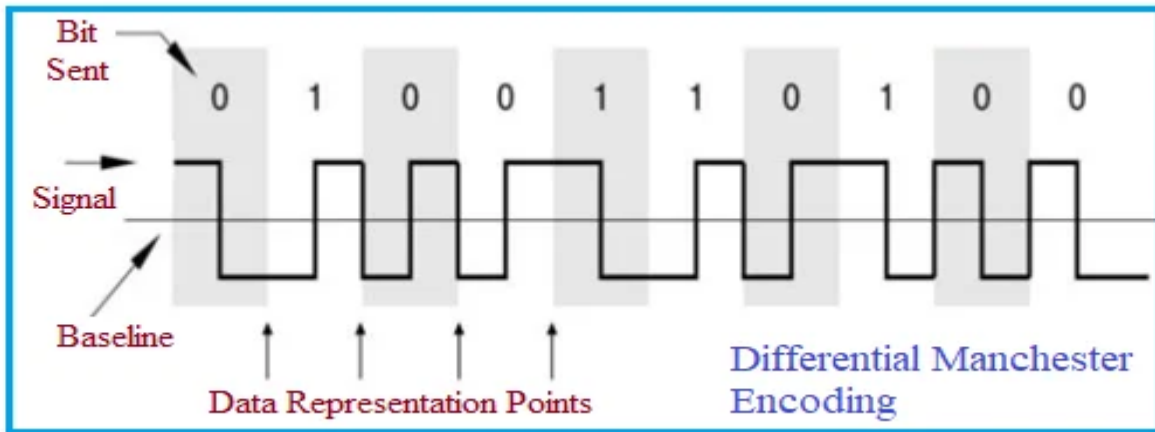 Bit
Sent
0 1 0 0 1 1 0 1 0 0
Signal
Baseline
Data Representation Points
Differential Manchester
Encoding